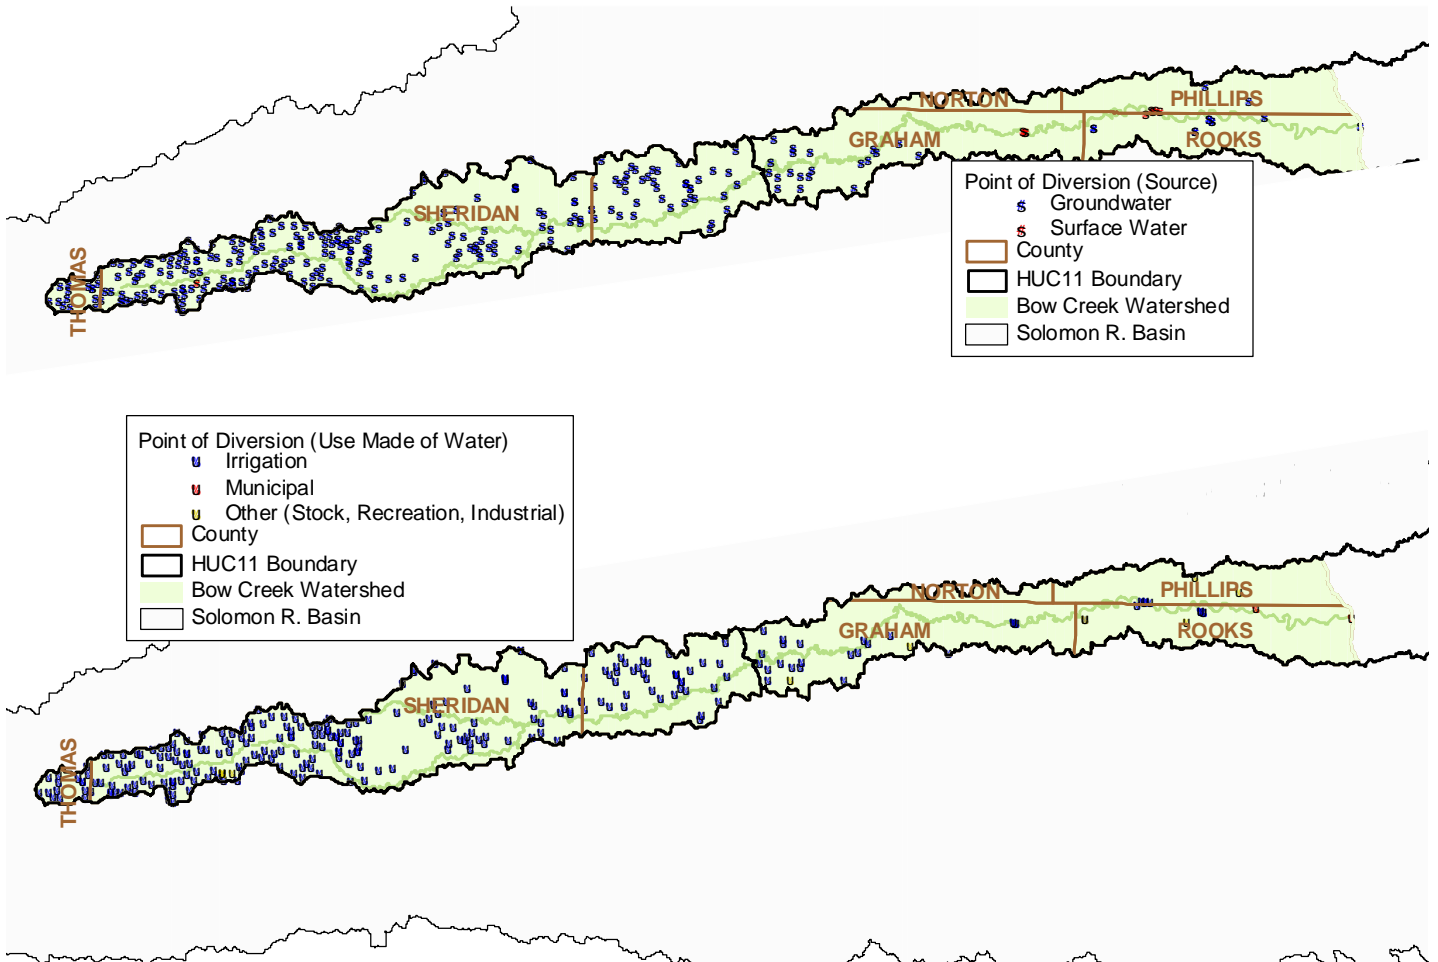 NORTON
PHILLIPS
GRAHAM
ROOKS
SHERIDAN
THOMAS
Point of Diversion (Source)
Groundwater
Surface Water
County
HUC11 Boundary
Bow Creek Watershed
Solomon R. Basin
Point of Diversion (Use Made of Water)
Irrigation
Municipal
Other (Stock, Recreation, Industrial)
County
HUC11 Boundary
Bow Creek Watershed
Solomon R. Basin
NORTON
PHILLIPS
GRAHAM
ROOKS
SHERIDAN
THOMAS